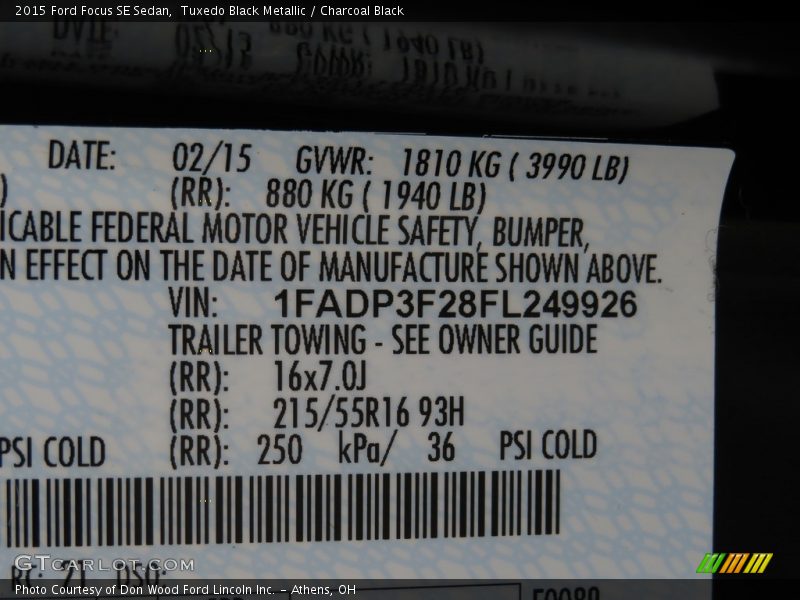 2015 Ford Focus SE Sedan, Tuxedo Black Metallic / Charcoal Black
DATE: 02/15 GVWR: 1810 KG ( 3990 LB)
) (RR): 880 KG ( 1940 LB)
ICABLE FEDERAL MOTOR VEHICLE SAFETY, BUMPER,
N EFFECT ON THE DATE OF MANUFACTURE SHOWN ABOVE.
VIN: 1FADP3F28FL249926
TRAILER TOWING - SEE OWNER GUIDE
(RR): 16x7.0J
(RR): 215/55R16 93H
PSI COLD (RR): 250 kPa/ 36 PSI COLD
GTCarLot.com
RC: 21 DSO:
Photo Courtesy of Don Wood Ford Lincoln Inc. – Athens, OH